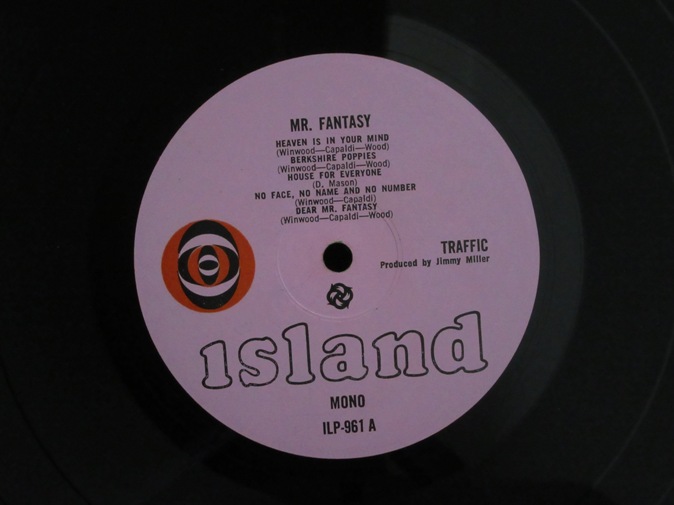 MR. FANTASY
HEAVEN IS IN YOUR MIND
(Winwood—Capaldi—Wood)
BERKSHIRE POPPIES
(Winwood—Capaldi—Wood)
HOUSE FOR EVERYONE
(D. Mason)
NO FACE, NO NAME AND NO NUMBER
(Winwood—Capaldi)
DEAR MR. FANTASY
(Winwood—Capaldi—Wood)
TRAFFIC
Produced by Jimmy Miller
island
MONO
ILP-961 A